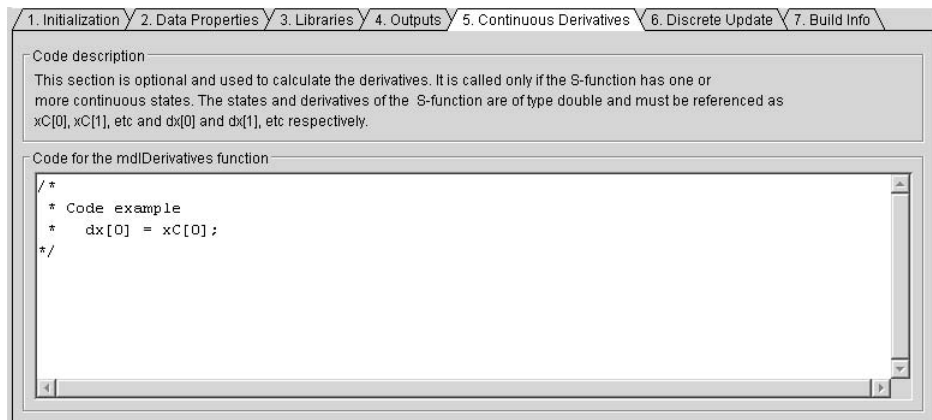 1. Initialization 2. Data Properties 3. Libraries 4. Outputs 5. Continuous Derivatives 6. Discrete Update 7. Build Info
Code description
This section is optional and used to calculate the derivatives. It is called only if the S-function has one or
more continuous states. The states and derivatives of the S-function are of type double and must be referenced as
xC[0], xC[1], etc and dx[0] and dx[1], etc respectively.
Code for the mdlDerivatives function
/*
* Code example
* dx[0] = xC[0];
*/